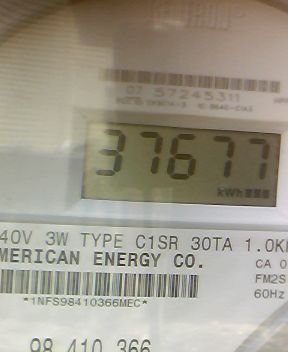 07 57245311
37677
kWh
40V 3W TYPE C1SR 30TA 1.0K
MERICAN ENERGY CO.
CA 0
FM2S
60Hz
*1NFS98410366MEC*
98 410 366